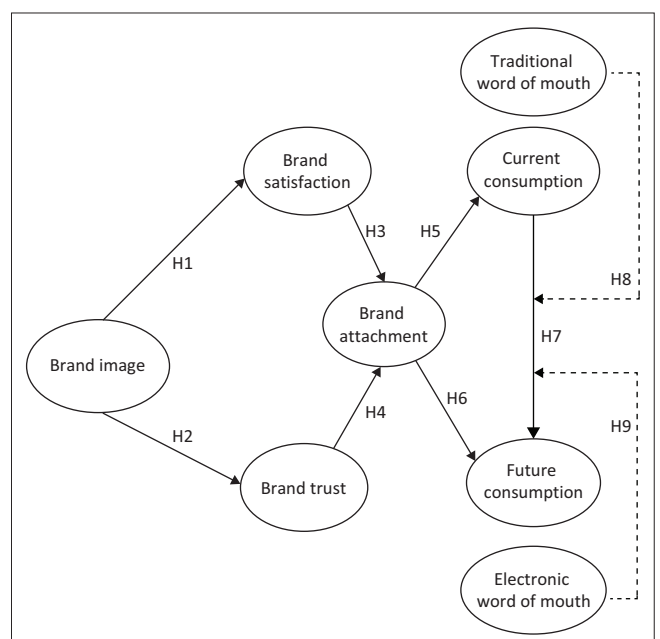 Traditional
word of mouth
Brand
satisfaction
Current
consumption
H1
H3
H5
H8
Brand
attachment
H7
Brand image
H2
H4
H6
H9
Brand trust
Future
consumption
Electronic
word of mouth